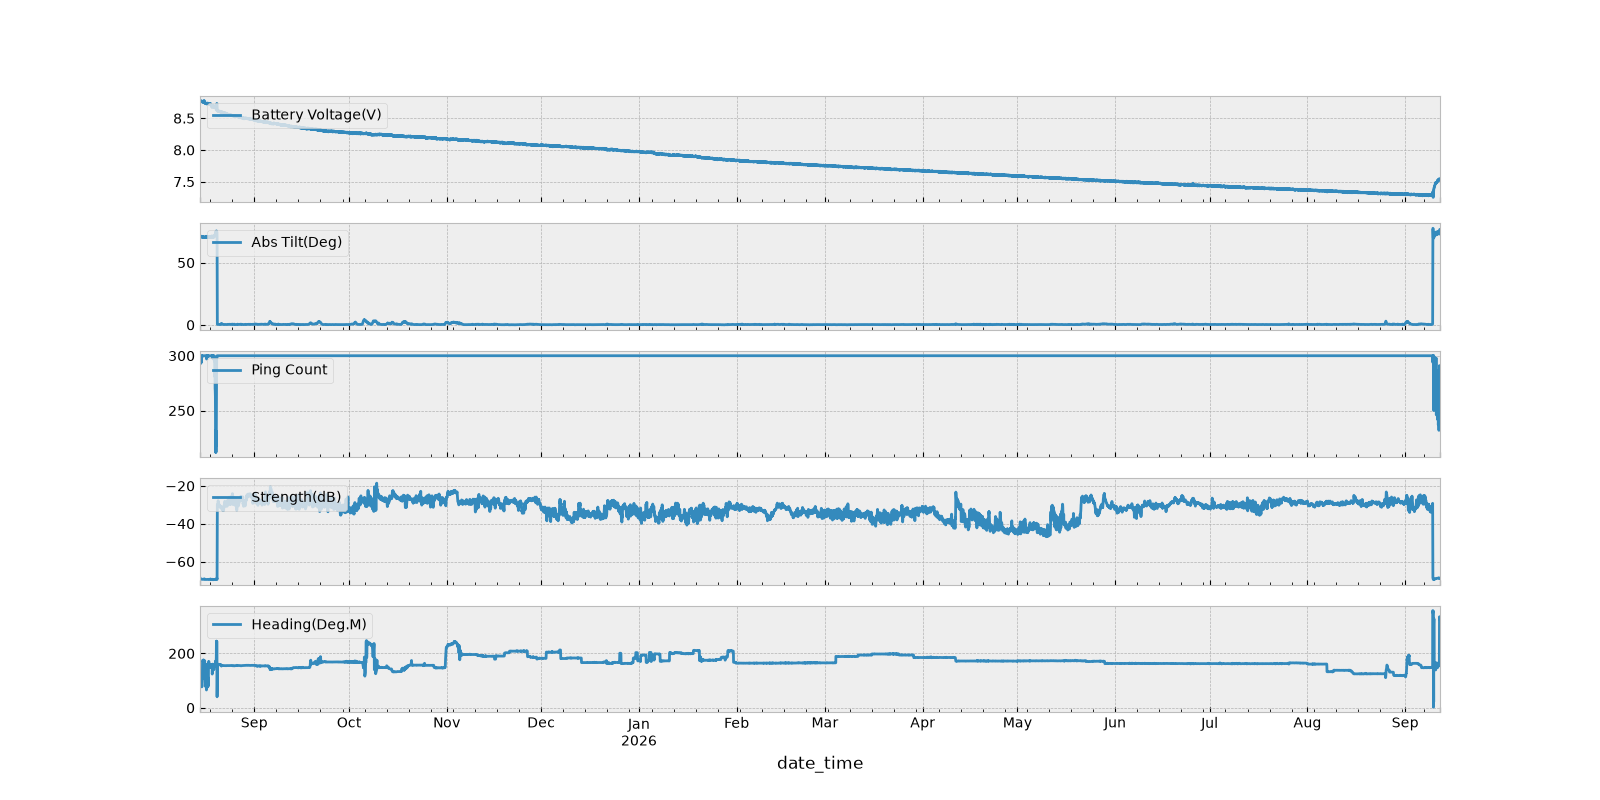 8.5
8.0
7.5
Battery Voltage(V)
50
0
Abs Tilt(Deg)
300
250
Ping Count
−20
−40
−60
Strength(dB)
200
0
Heading(Deg.M)
Sep Oct Nov Dec Jan Feb Mar Apr May Jun Jul Aug Sep
2026
date_time